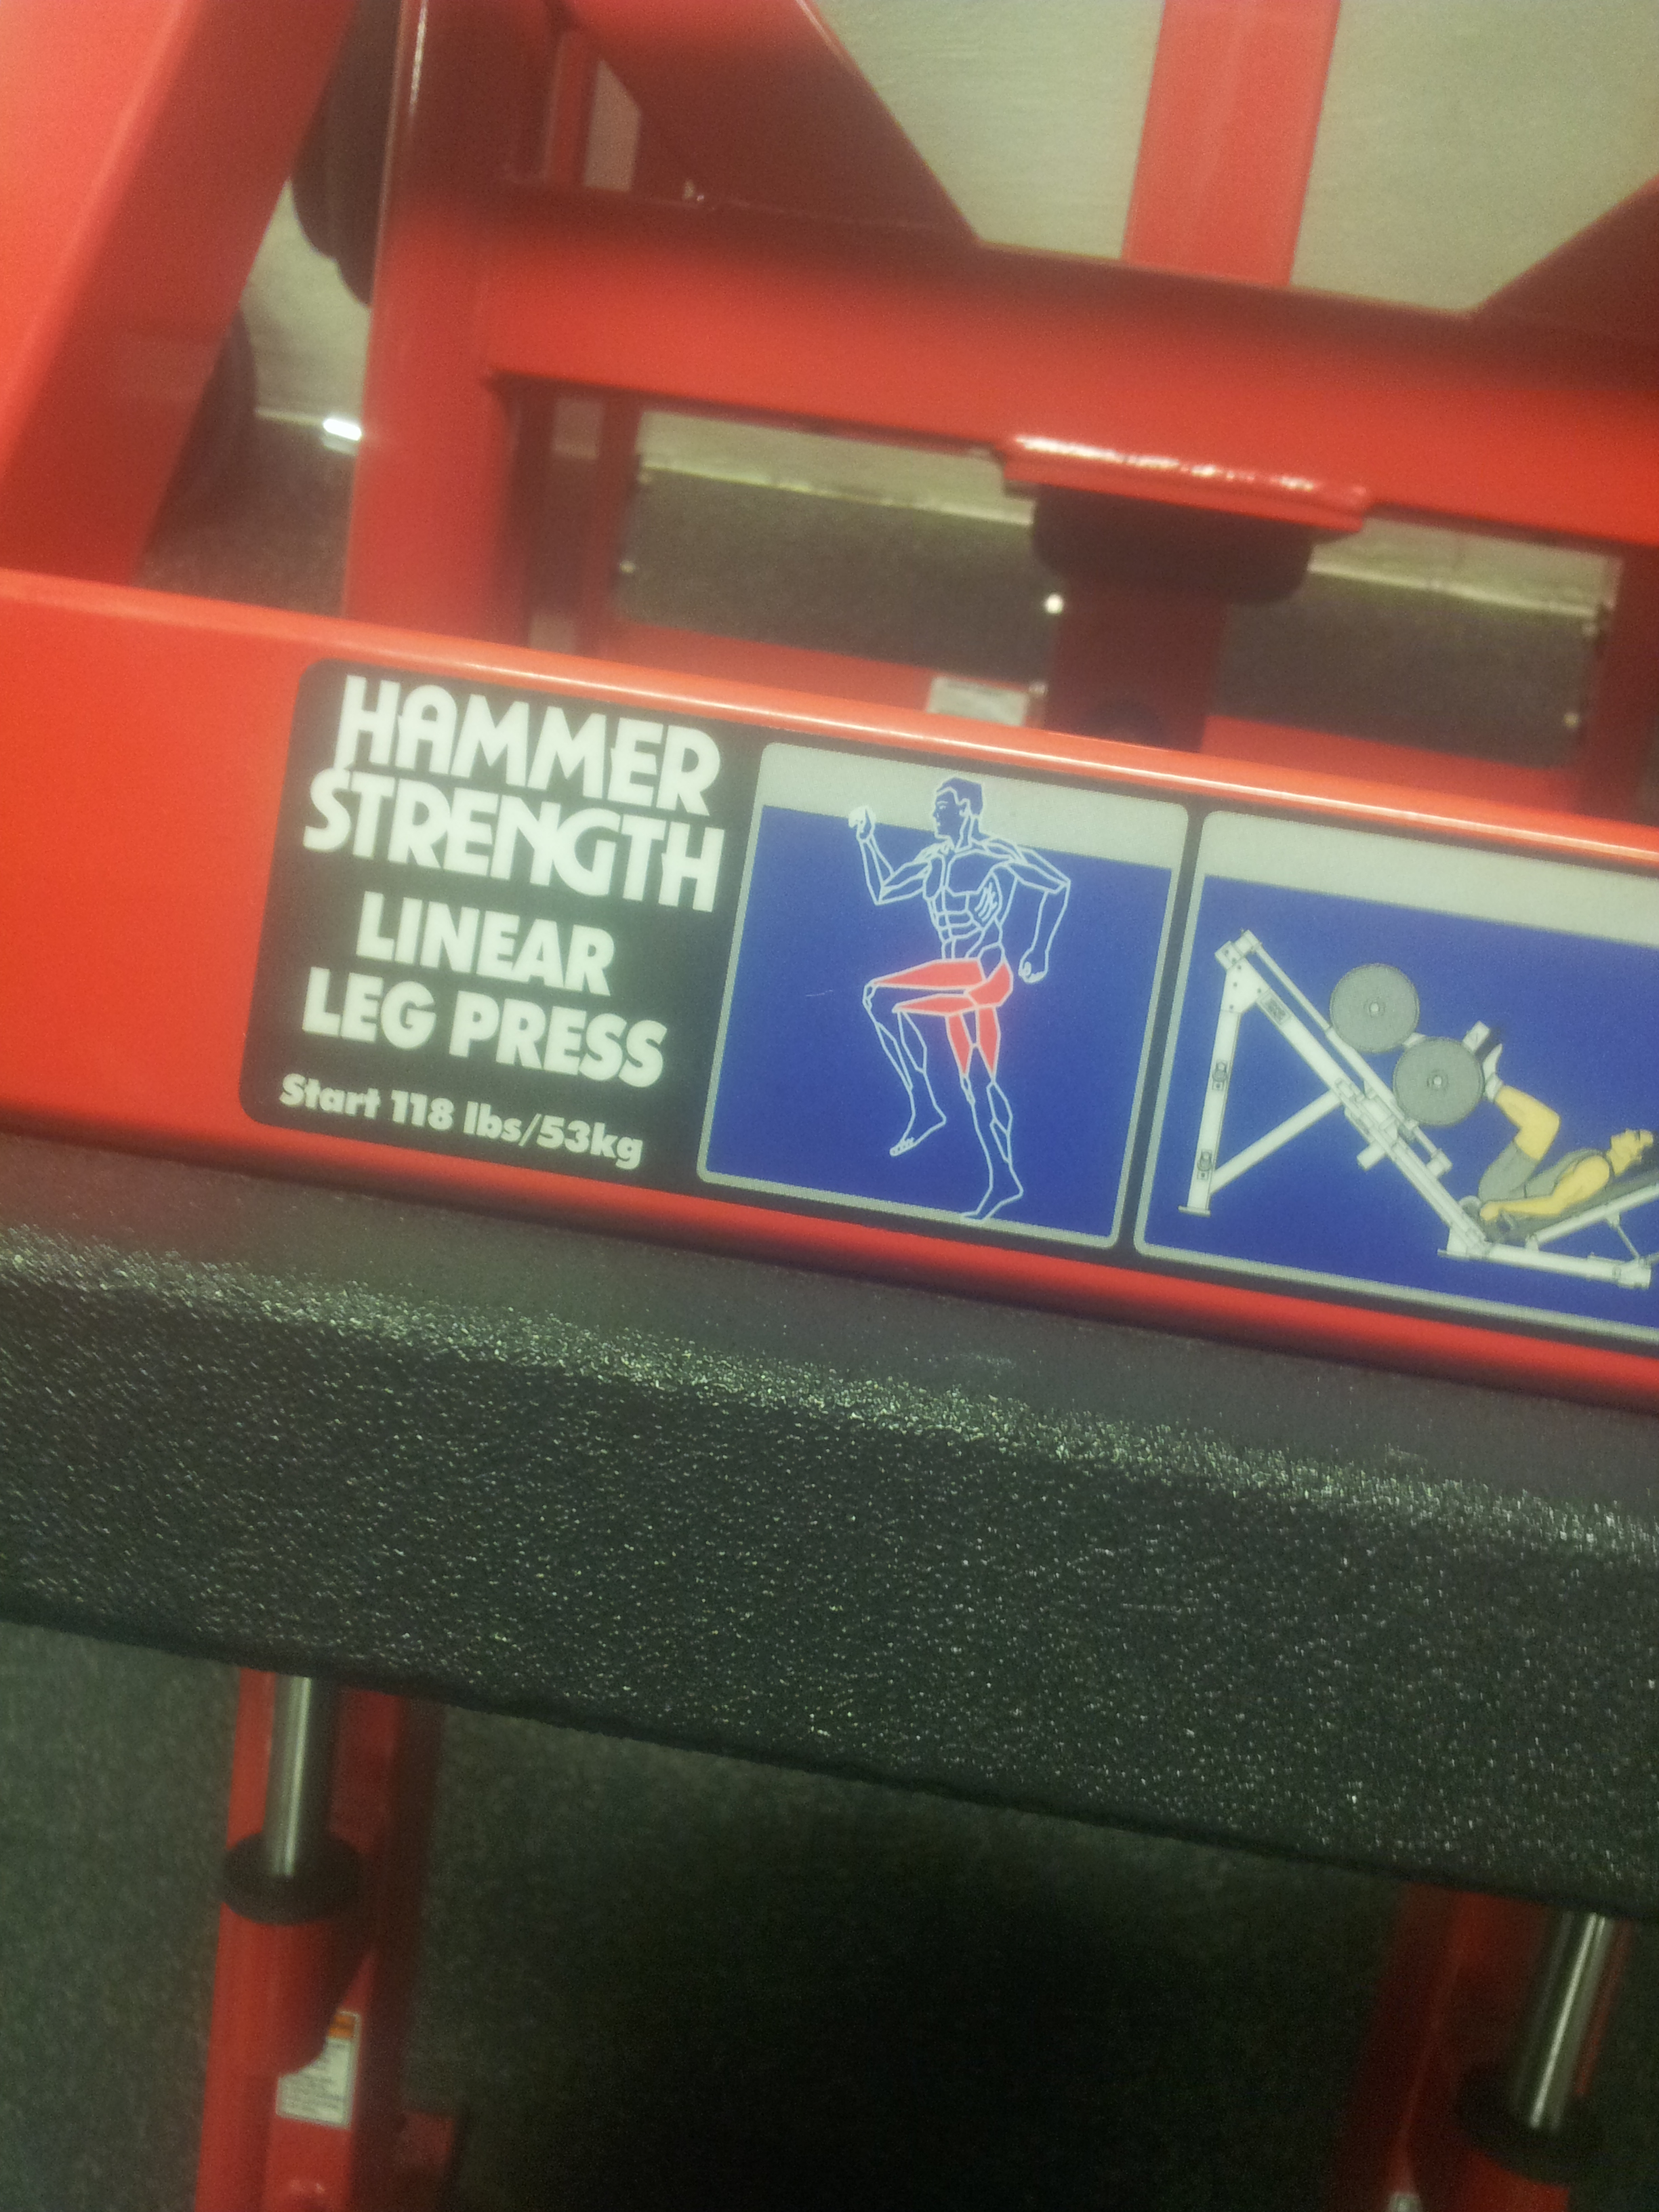 HAMMER
STRENGTH
LINEAR
LEG PRESS
Start 118 lbs/53kg